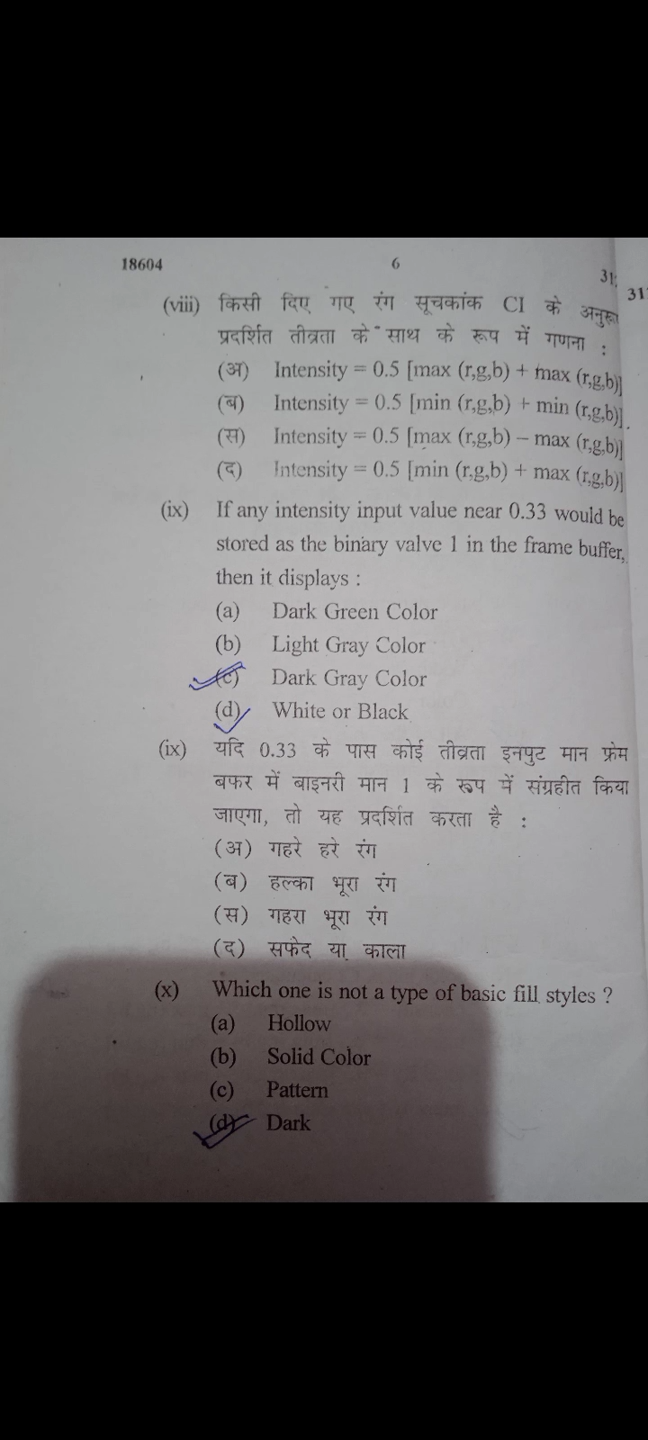 18604
6
31
31
(viii) किसी दिए गए रंग सूचकांक CI के अनुरूप
प्रदर्शित तीव्रता के साथ के रूप में गणना :
(अ) Intensity = 0.5 [max (r,g,b) + max (r,g,b)]
(ब) Intensity = 0.5 [min (r,g,b) + min (r,g,b)]
(स) Intensity = 0.5 [max (r,g,b) – max (r,g,b)]
(द) Intensity = 0.5 [min (r,g,b) + max (r,g,b)]
(ix) If any intensity input value near 0.33 would be
stored as the binary valve 1 in the frame buffer,
then it displays :
(a) Dark Green Color
(b) Light Gray Color
(c) Dark Gray Color
(d) White or Black
(ix) यदि 0.33 के पास कोई तीव्रता इनपुट मान फ्रेम
बफर में बाइनरी मान 1 के रूप में संग्रहीत किया
जाएगा, तो यह प्रदर्शित करता है :
(अ) गहरे हरे रंग
(ब) हल्का भूरा रंग
(स) गहरा भूरा रंग
(द) सफेद या काला
(x) Which one is not a type of basic fill styles ?
(a) Hollow
(b) Solid Color
(c) Pattern
(d) Dark